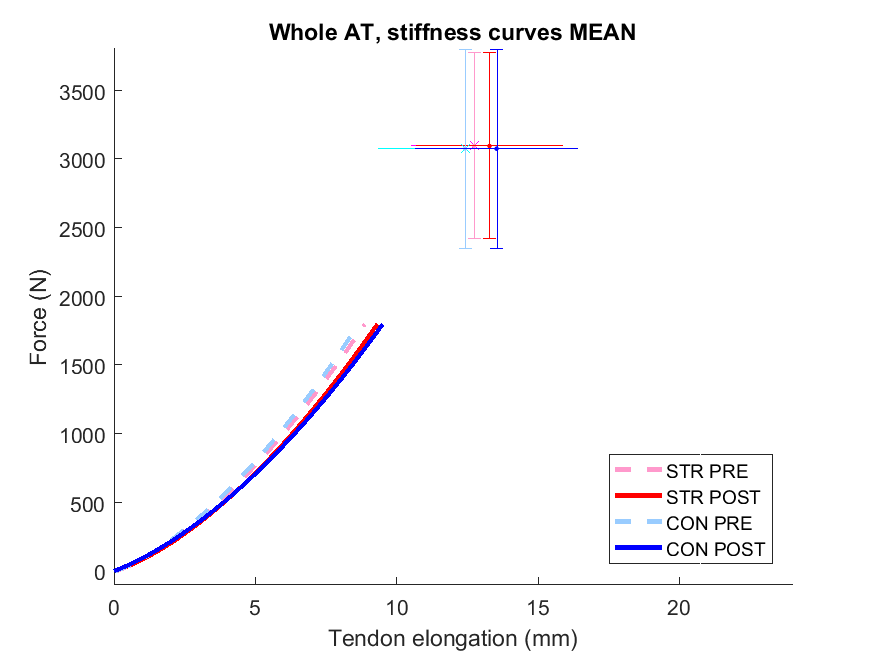 Whole AT, stiffness curves MEAN
3500
3000
2500
2000
1500
1000
500
0
Force (N)
0 5 10 15 20
Tendon elongation (mm)
STR PRE
STR POST
CON PRE
CON POST